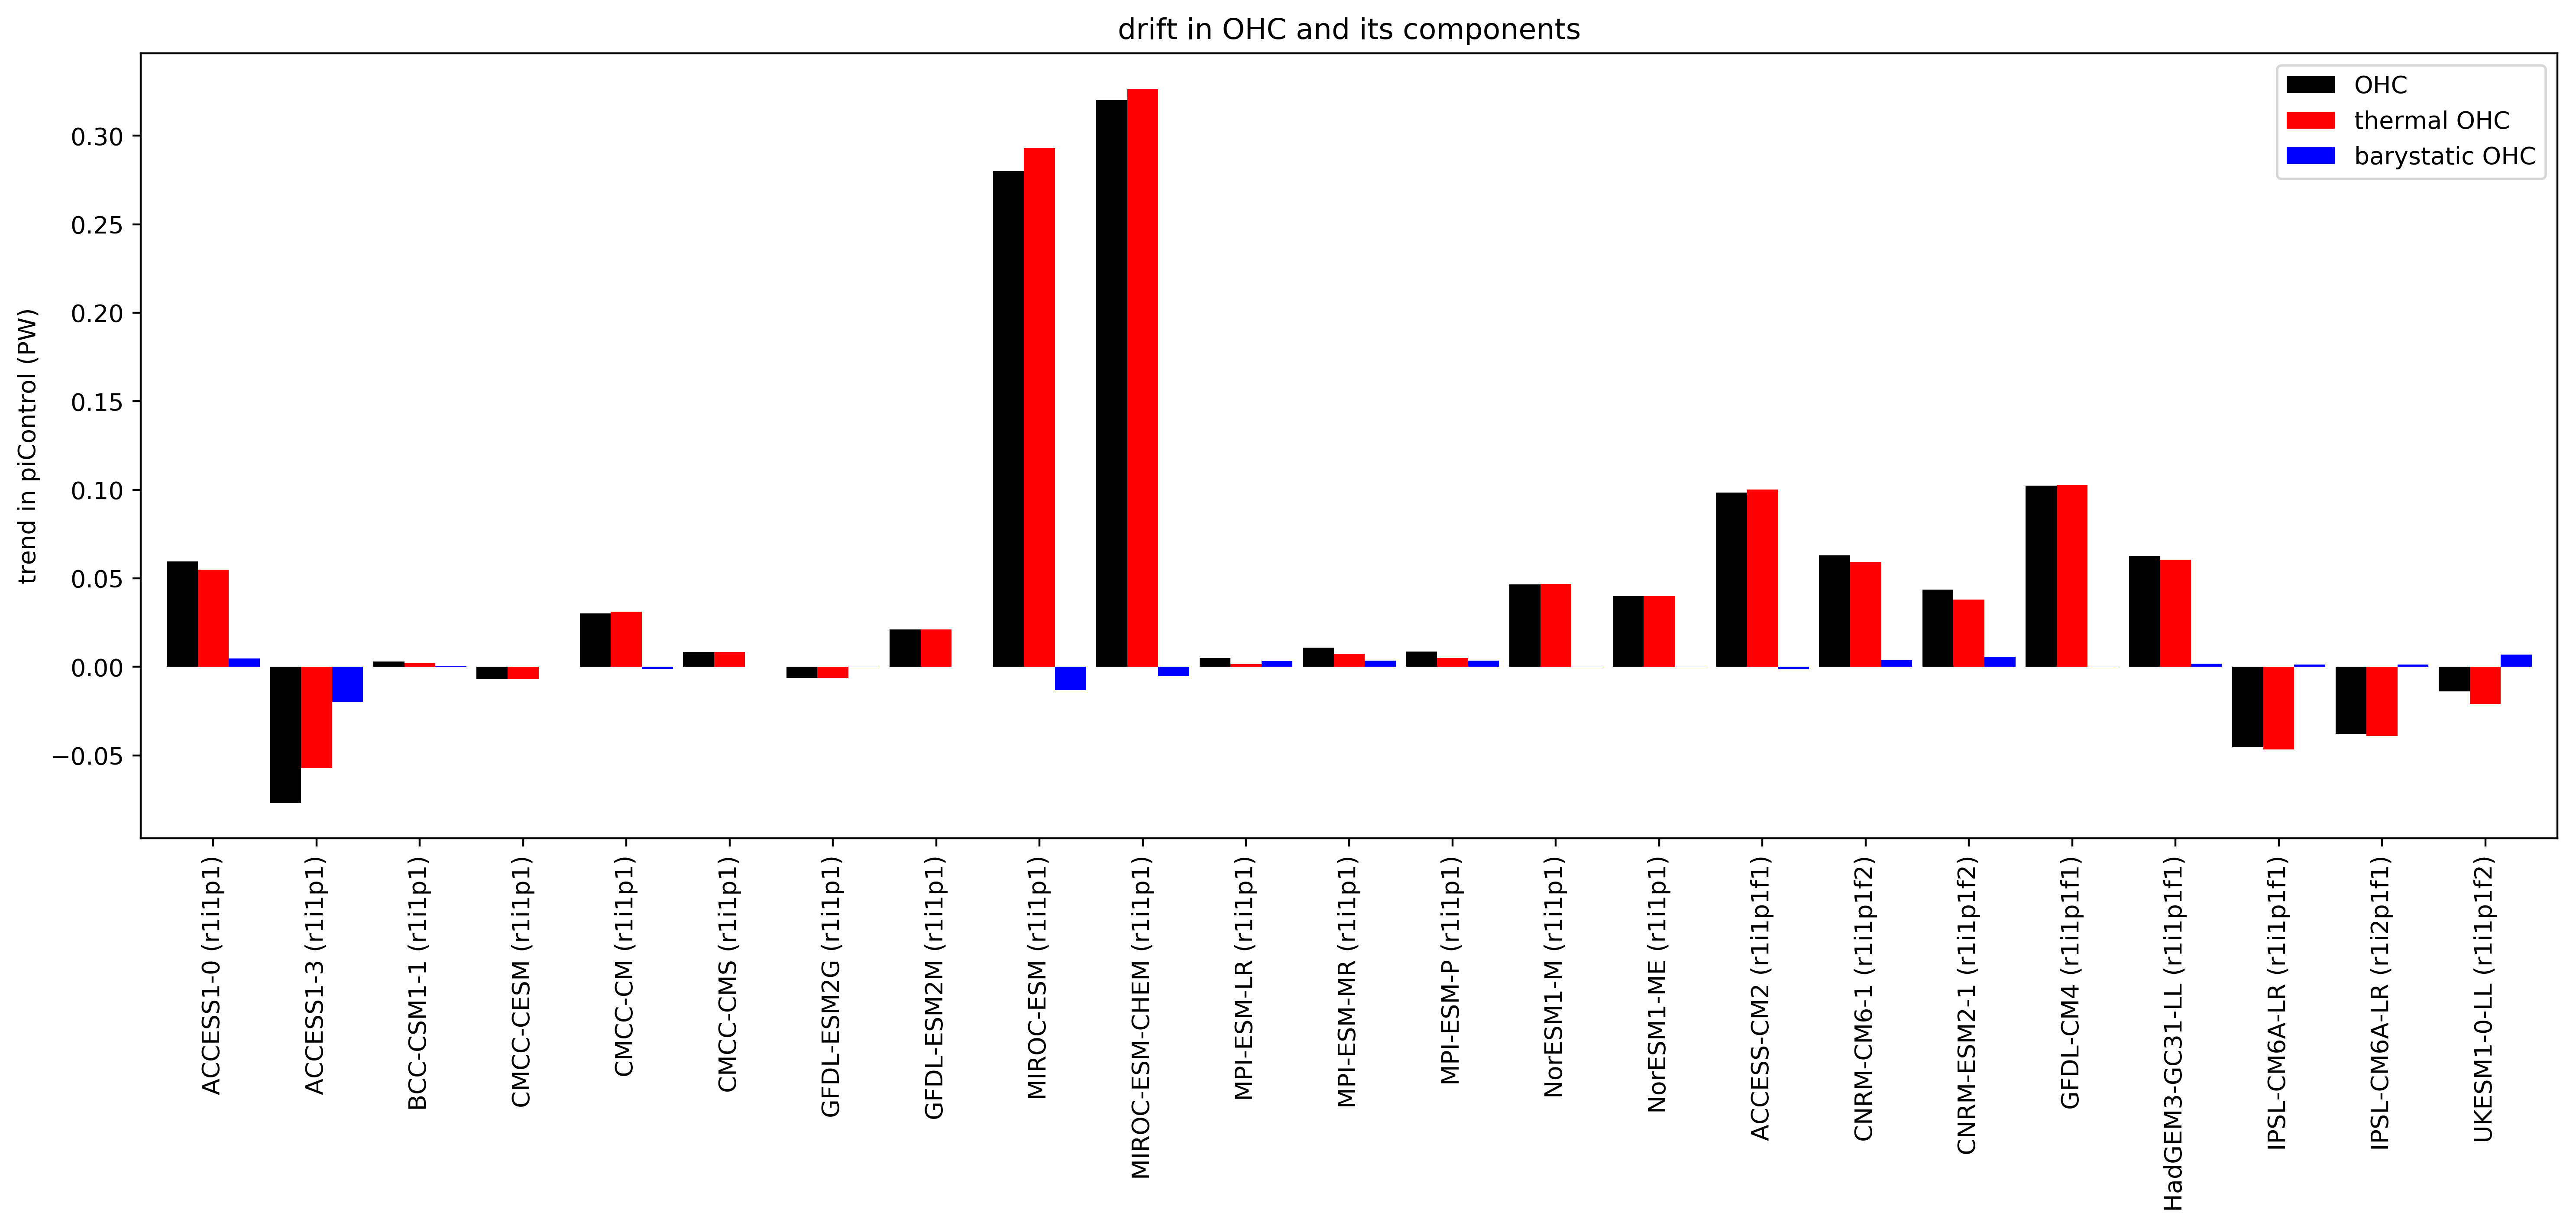 drift in OHC and its components
OHC
thermal OHC
barystatic OHC
trend in piControl (PW)
0.30
0.25
0.20
0.15
0.10
0.05
0.00
−0.05
ACCESS1-0 (r1i1p1)
ACCESS1-3 (r1i1p1)
BCC-CSM1-1 (r1i1p1)
CMCC-CESM (r1i1p1)
CMCC-CM (r1i1p1)
CMCC-CMS (r1i1p1)
GFDL-ESM2G (r1i1p1)
GFDL-ESM2M (r1i1p1)
MIROC-ESM (r1i1p1)
MIROC-ESM-CHEM (r1i1p1)
MPI-ESM-LR (r1i1p1)
MPI-ESM-MR (r1i1p1)
MPI-ESM-P (r1i1p1)
NorESM1-M (r1i1p1)
NorESM1-ME (r1i1p1)
ACCESS-CM2 (r1i1p1f1)
CNRM-CM6-1 (r1i1p1f2)
CNRM-ESM2-1 (r1i1p1f2)
GFDL-CM4 (r1i1p1f1)
HadGEM3-GC31-LL (r1i1p1f1)
IPSL-CM6A-LR (r1i1p1f1)
IPSL-CM6A-LR (r1i2p1f1)
UKESM1-0-LL (r1i1p1f2)